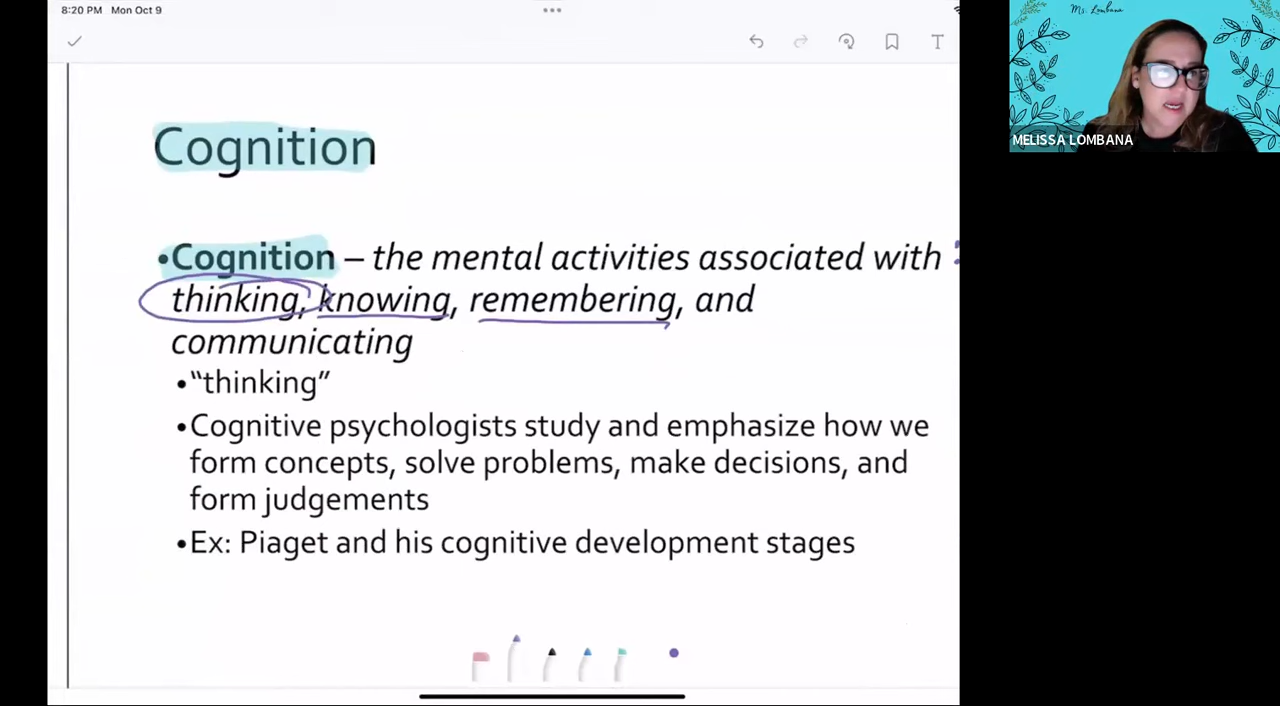 8:20 PM Mon Oct 9
Ms. Lombana
T
MELISSA LOMBANA
Cognition
•Cognition – the mental activities associated with
thinking, knowing, remembering, and
communicating
•“thinking”
•Cognitive psychologists study and emphasize how we
form concepts, solve problems, make decisions, and
form judgements
•Ex: Piaget and his cognitive development stages